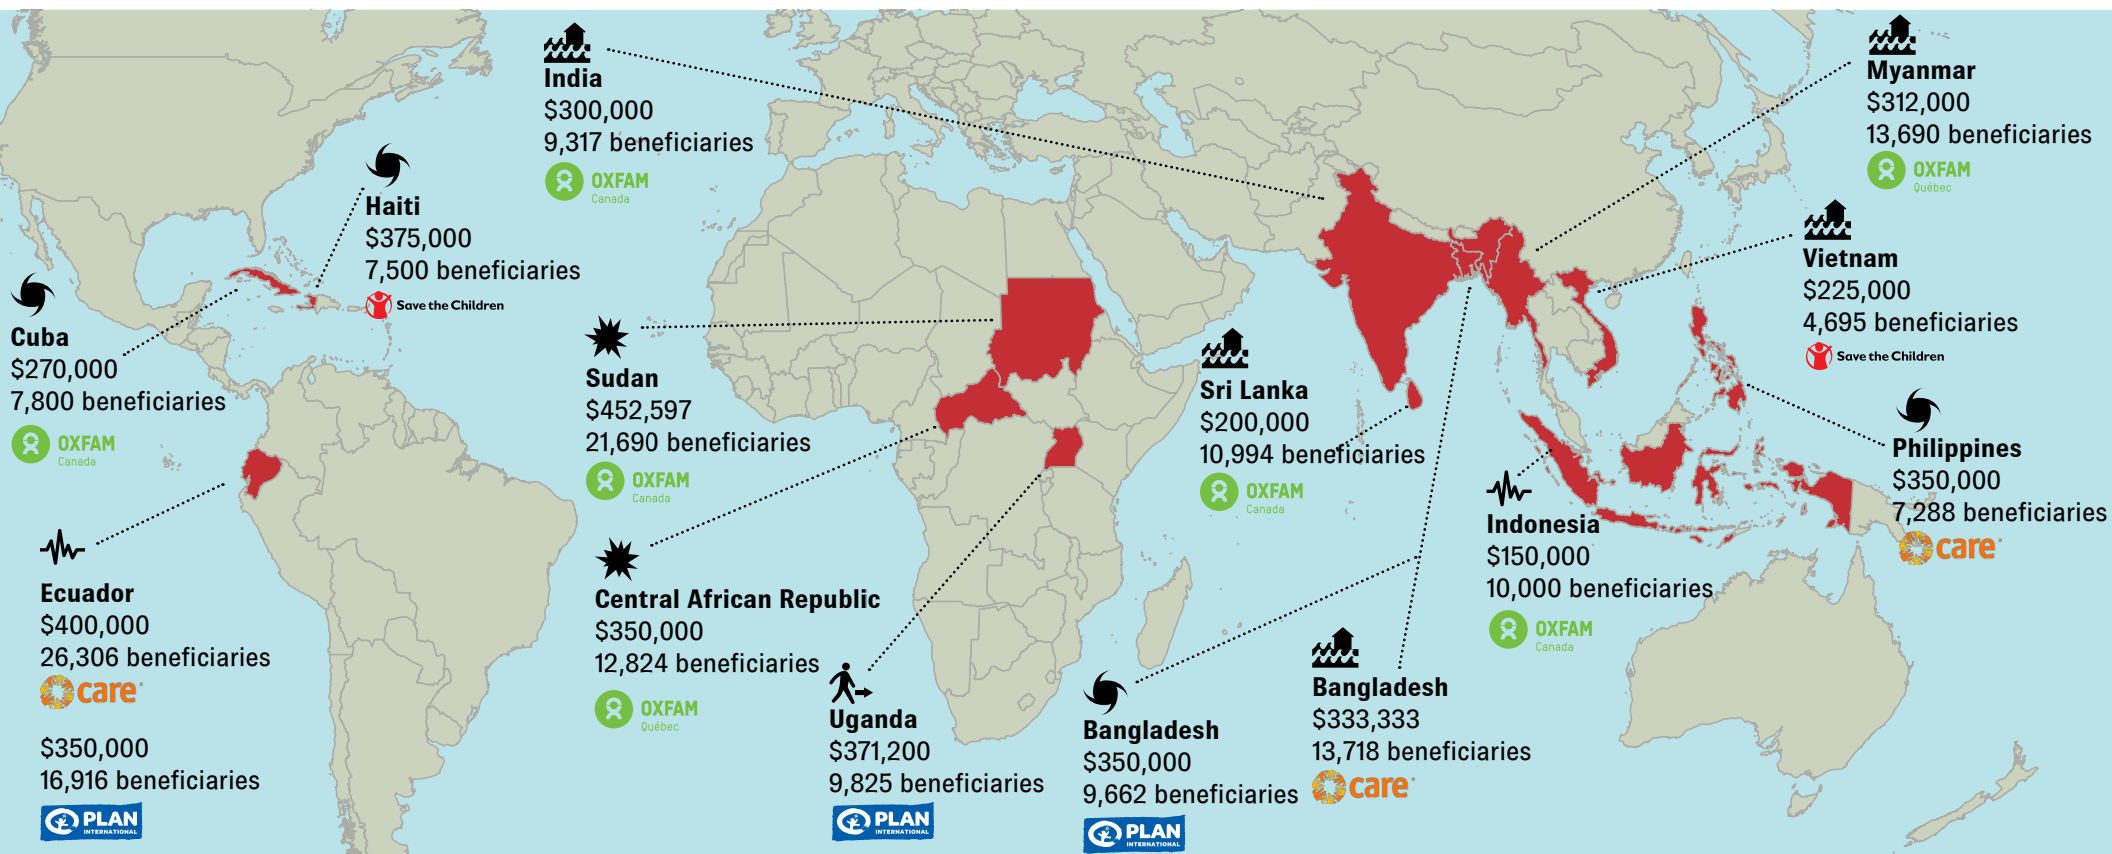 India
$300,000
9,317 beneficiaries
OXFAM
Canada
Myanmar
$312,000
13,690 beneficiaries
OXFAM
Québec
Haiti
$375,000
7,500 beneficiaries
Save the Children
Vietnam
$225,000
4,695 beneficiaries
Save the Children
Cuba
$270,000
7,800 beneficiaries
OXFAM
Canada
Sudan
$452,597
21,690 beneficiaries
OXFAM
Canada
Sri Lanka
$200,000
10,994 beneficiaries
OXFAM
Canada
Philippines
$350,000
7,288 beneficiaries
care
Indonesia
$150,000
10,000 beneficiaries
OXFAM
Canada
Ecuador
$400,000
26,306 beneficiaries
care
$350,000
16,916 beneficiaries
PLAN
INTERNATIONAL
Central African Republic
$350,000
12,824 beneficiaries
OXFAM
Québec
Uganda
$371,200
9,825 beneficiaries
PLAN
INTERNATIONAL
Bangladesh
$350,000
9,662 beneficiaries
PLAN
INTERNATIONAL
Bangladesh
$333,333
13,718 beneficiaries
care